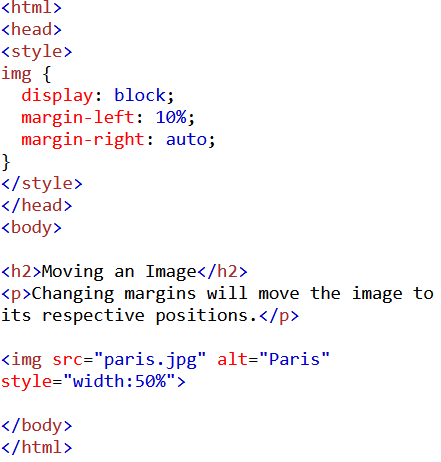 <html>
<head>
<style>
img {
  display: block;
  margin-left: 10%;
  margin-right: auto;
}
</style>
</head>
<body>

<h2>Moving an Image</h2>
<p>Changing margins will move the image to
its respective positions.</p>

<img src="paris.jpg" alt="Paris"
style="width:50%">

</body>
</html>